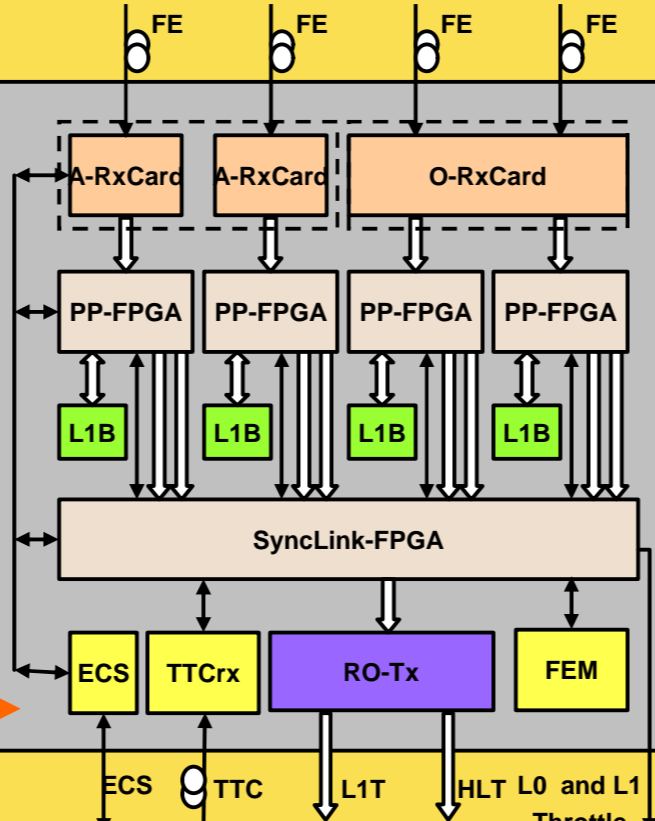 FE FE FE FE
A-RxCard A-RxCard O-RxCard
PP-FPGA PP-FPGA PP-FPGA PP-FPGA
L1B L1B L1B L1B
SyncLink-FPGA
ECS TTCrx RO-Tx FEM
ECS TTC L1T HLT L0 and L1
Throttle